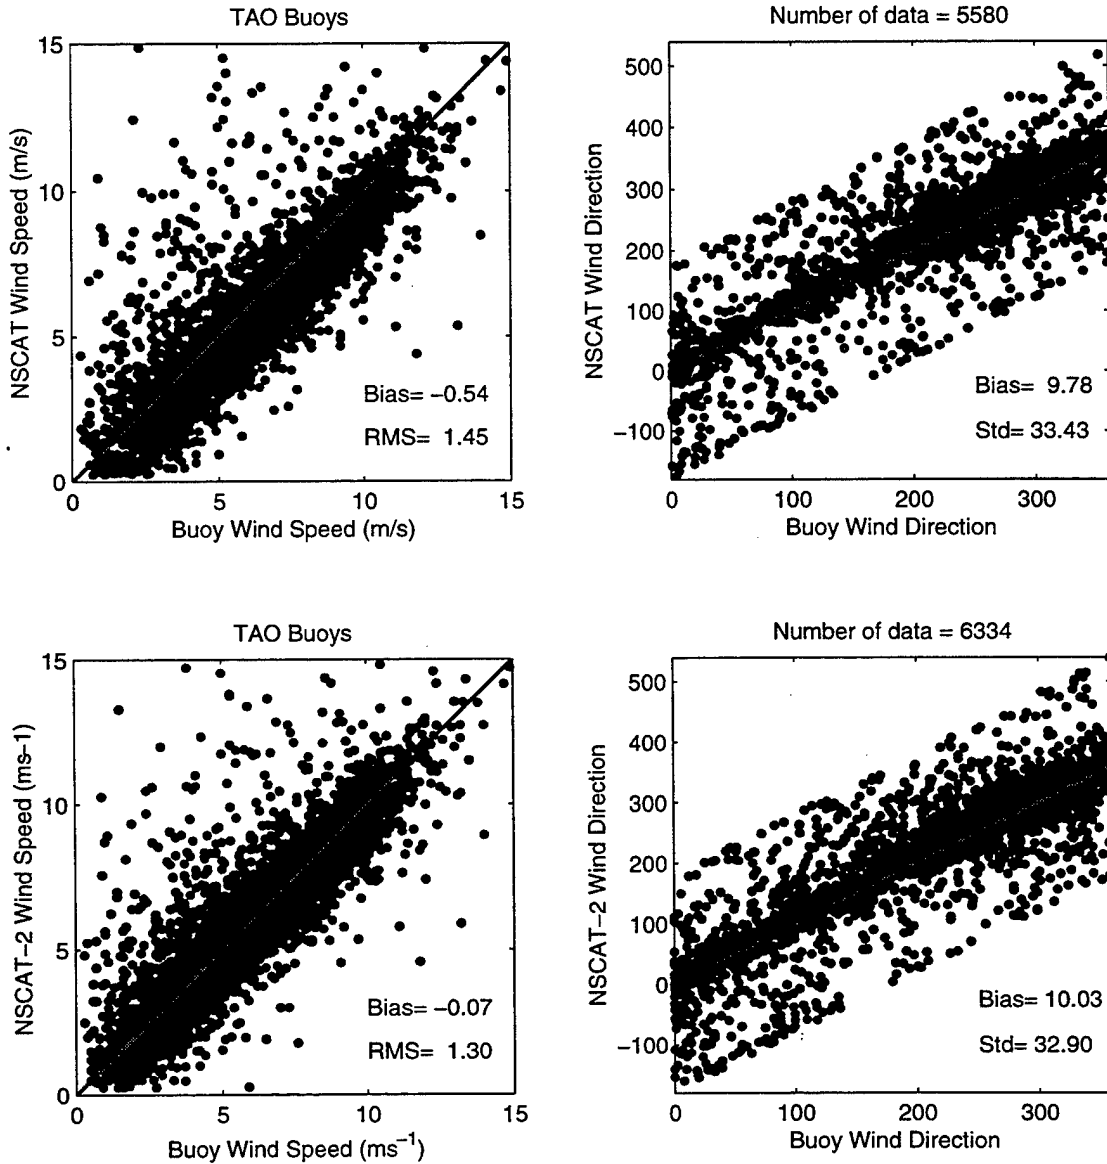 TAO Buoys
15
10
5
0
NSCAT Wind Speed (m/s)
Bias= −0.54
RMS= 1.45
0 5 10 15
Buoy Wind Speed (m/s)
Number of data = 5580
500
400
300
200
100
0
−100
NSCAT Wind Direction
Bias= 9.78
Std= 33.43
0 100 200 300
Buoy Wind Direction
TAO Buoys
15
10
5
0
NSCAT−2 Wind Speed (ms−1)
Bias= −0.07
RMS= 1.30
0 5 10 15
Buoy Wind Speed (ms⁻¹)
Number of data = 6334
500
400
300
200
100
0
−100
NSCAT−2 Wind Direction
Bias= 10.03
Std= 32.90
0 100 200 300
Buoy Wind Direction